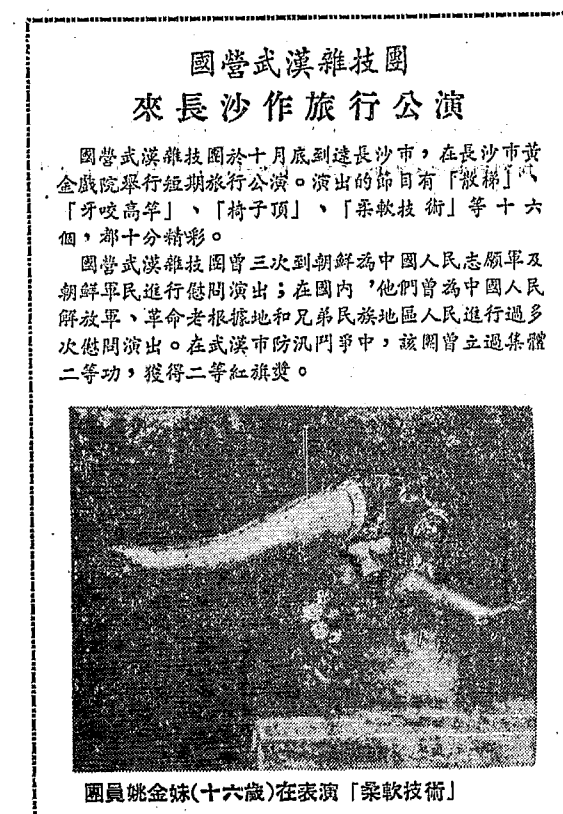 國營武漢雜技團
來長沙作旅行公演
國營武漢雜技團於十月底到達長沙市，在長沙市黃
金戲院舉行短期旅行公演。演出的節目有「骰梯」、
「牙咬高竿」、「椅子頂」、「柔軟技術」等十六
個，都十分精彩。
國營武漢雜技團曾三次到朝鮮為中國人民志願軍及
朝鮮軍民進行慰問演出；在國內，他們曾為中國人民
解放軍、革命老根據地和兄弟民族地區人民進行過多
次慰問演出。在武漢市防汛鬥爭中，該團曾立過集體
二等功，獲得二等紅旗獎。
團員姚金妹(十六歲)在表演「柔軟技術」